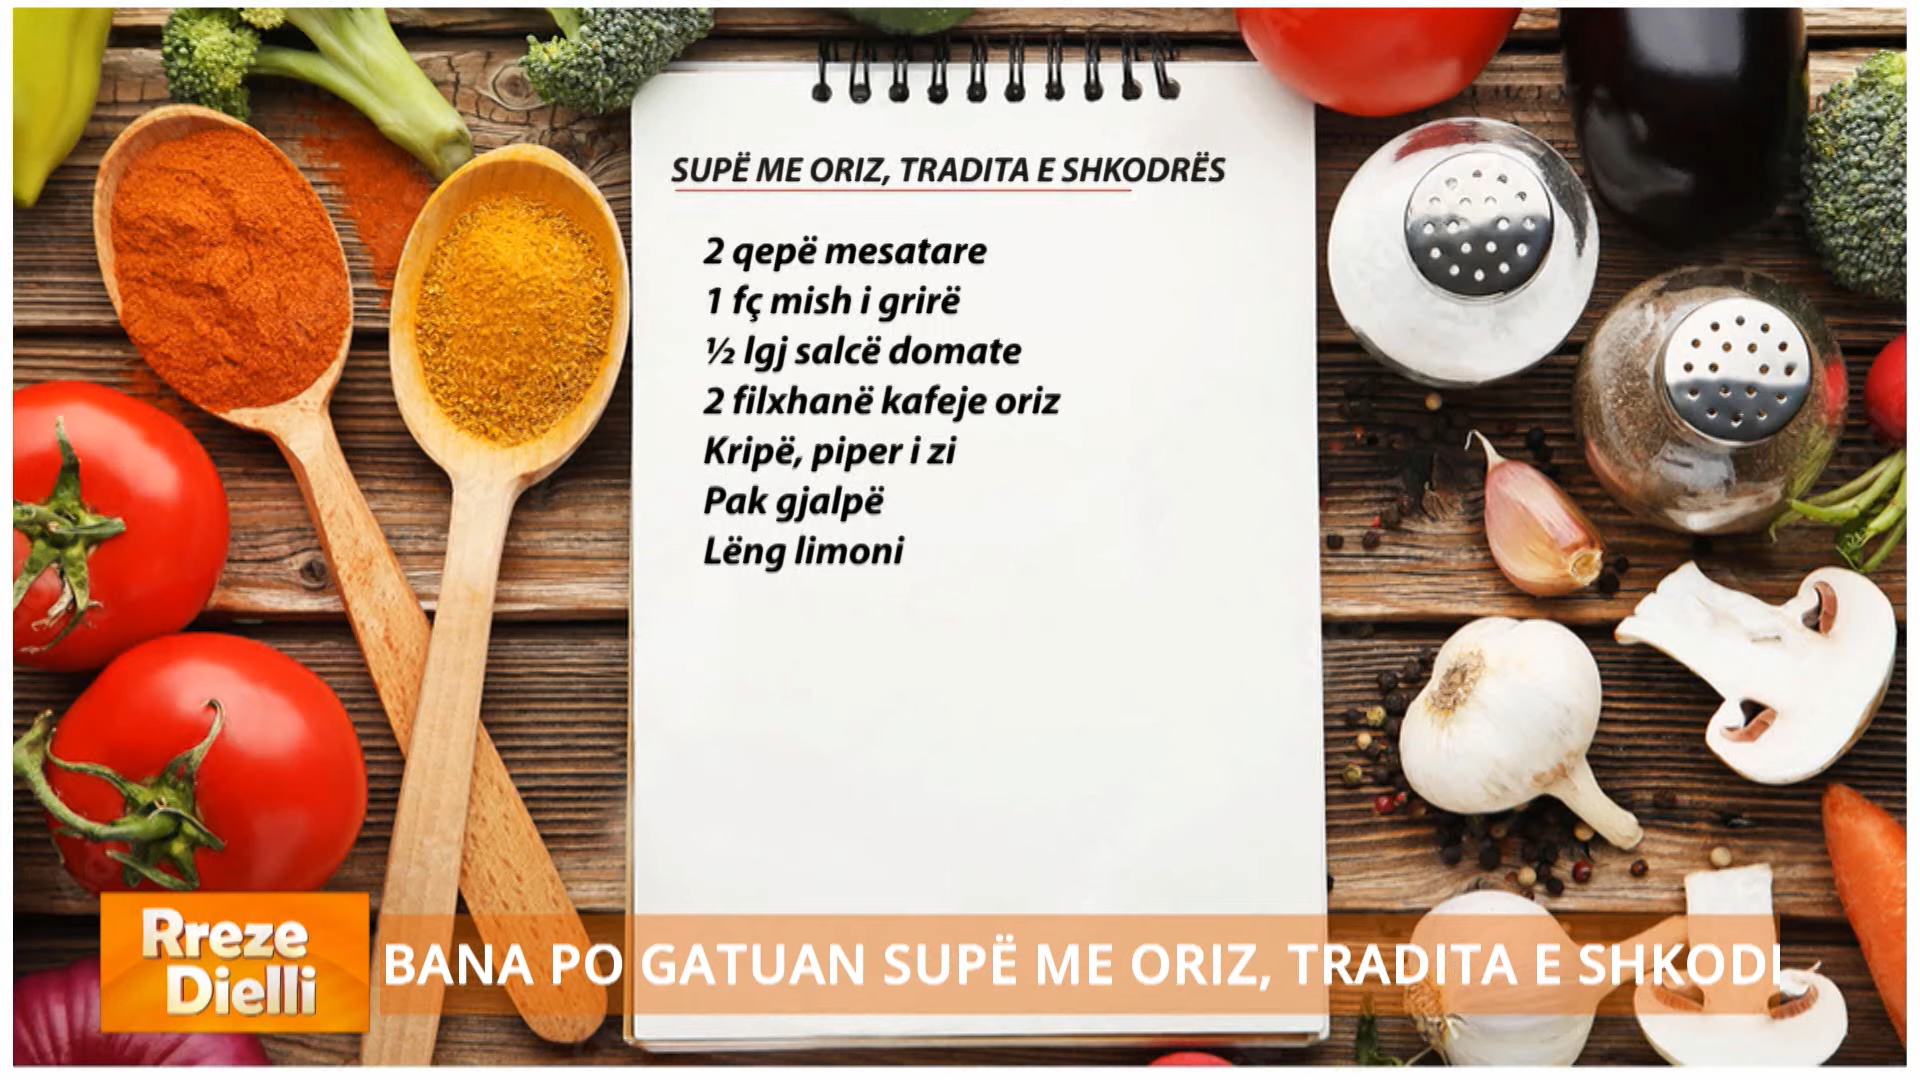 SUPË ME ORIZ, TRADITA E SHKODRËS
2 qepë mesatare
1 fç mish i grirë
½ lgj salcë domate
2 filxhanë kafeje oriz
Kripë, piper i zi
Pak gjalpë
Lëng limoni
Rreze
Dielli
BANA PO GATUAN SUPË ME ORIZ, TRADITA E